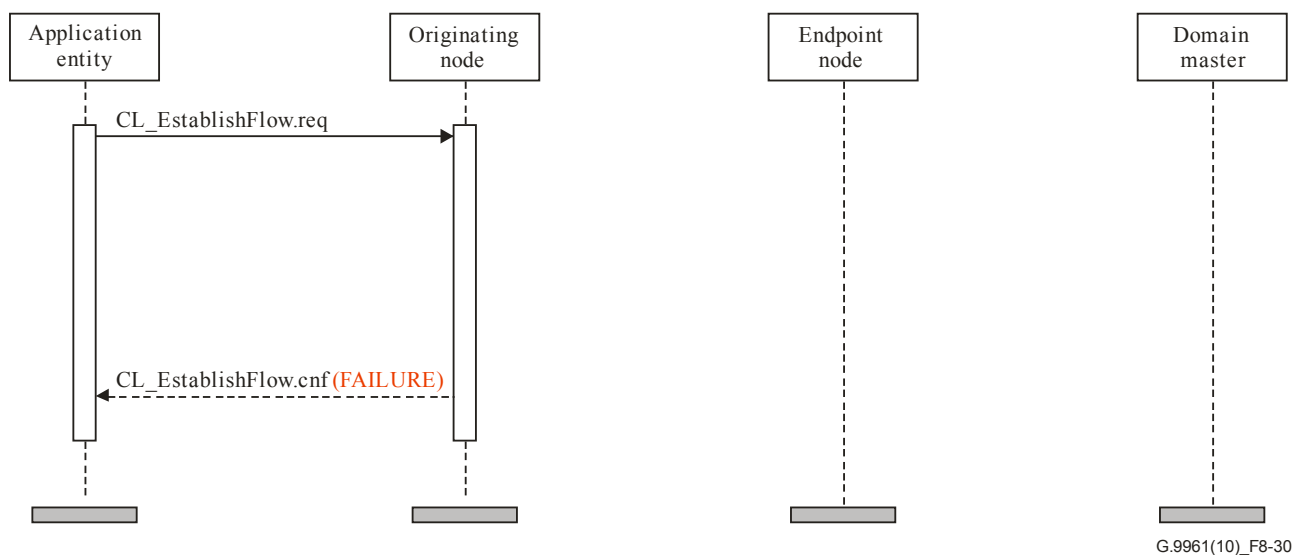 Application
entity
Originating
node
Endpoint
node
Domain
master
CL_EstablishFlow.req
CL_EstablishFlow.cnf (FAILURE)
G.9961(10)_F8-30